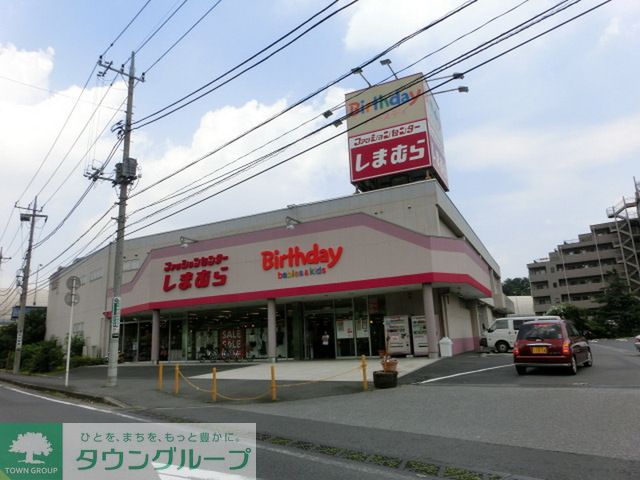 Birthday
ファッションセンター
しまむら
ファッションセンター
しまむら
Birthday
babies & kids
SALE SALE
TOWN GROUP
ひとを、まちを、もっと豊かに。
タウングループ